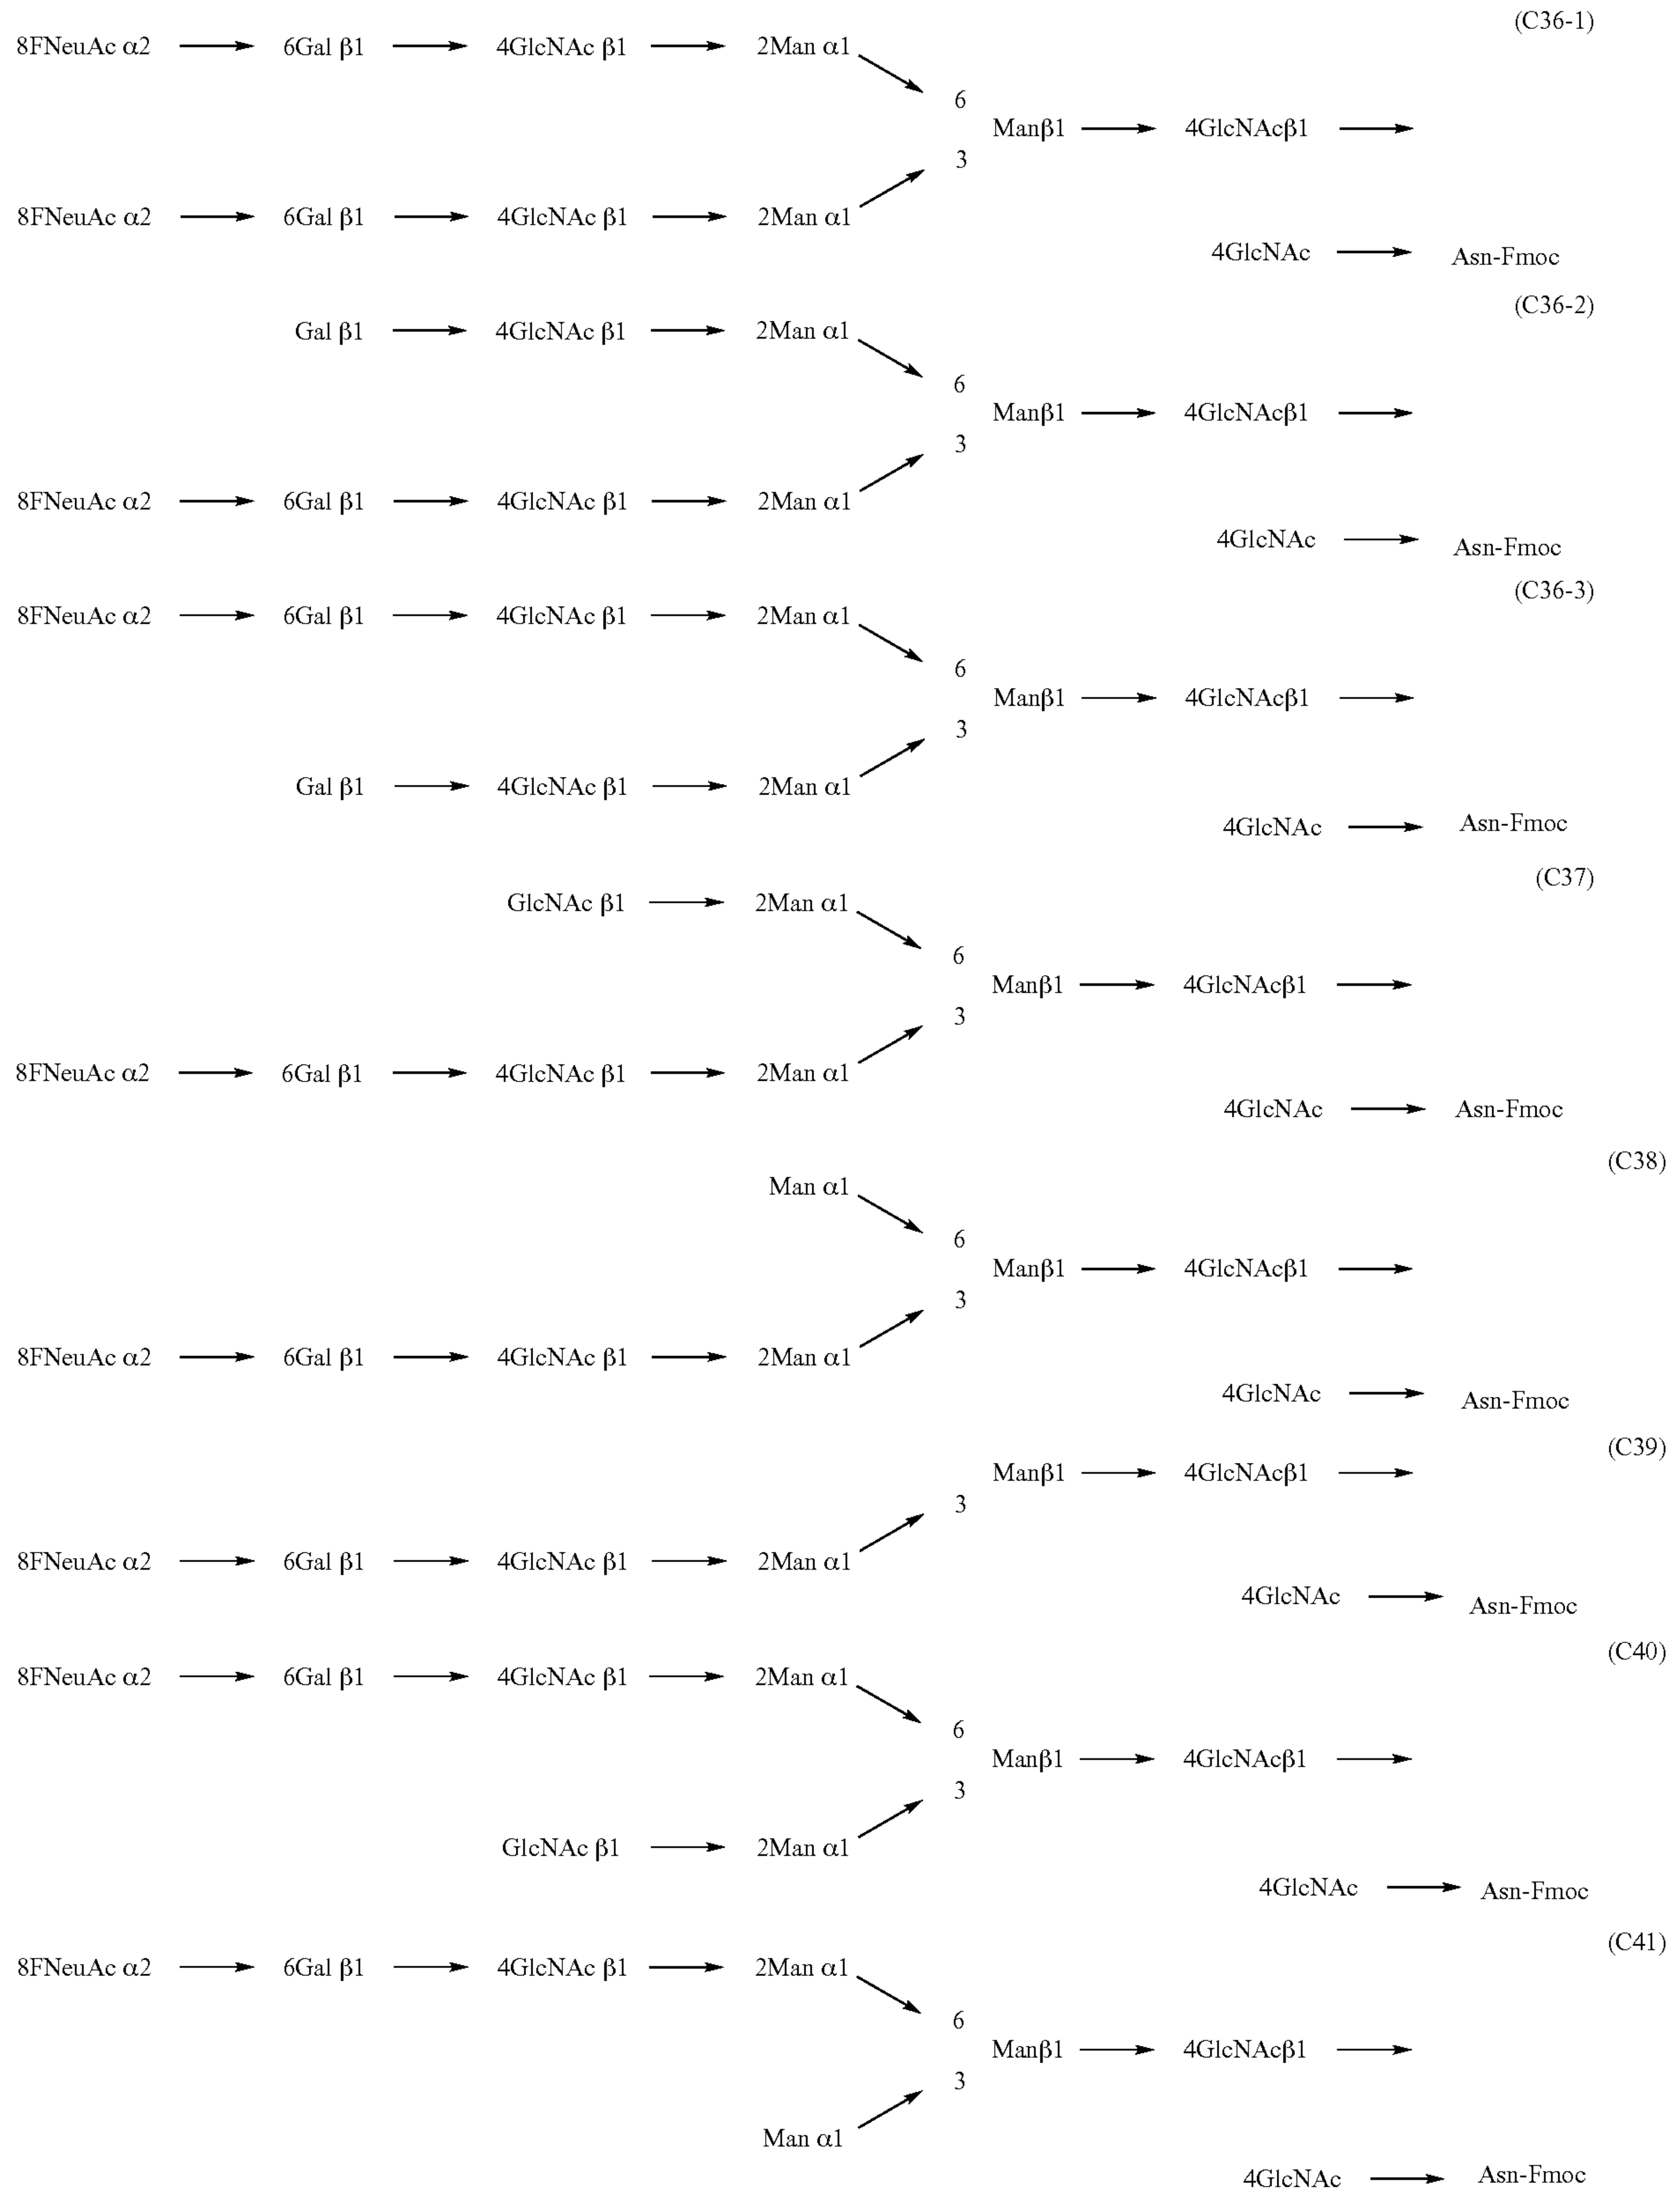 (C36-1)
8FNeuAc α2 → 6Gal β1 → 4GlcNAc β1 → 2Man α1
6
Manβ1 → 4GlcNAcβ1 →
3
8FNeuAc α2 → 6Gal β1 → 4GlcNAc β1 → 2Man α1
4GlcNAc → Asn-Fmoc
(C36-2)
Gal β1 → 4GlcNAc β1 → 2Man α1
6
Manβ1 → 4GlcNAcβ1 →
3
8FNeuAc α2 → 6Gal β1 → 4GlcNAc β1 → 2Man α1
4GlcNAc → Asn-Fmoc
(C36-3)
8FNeuAc α2 → 6Gal β1 → 4GlcNAc β1 → 2Man α1
6
Manβ1 → 4GlcNAcβ1 →
3
Gal β1 → 4GlcNAc β1 → 2Man α1
4GlcNAc → Asn-Fmoc
(C37)
GlcNAc β1 → 2Man α1
6
Manβ1 → 4GlcNAcβ1 →
3
8FNeuAc α2 → 6Gal β1 → 4GlcNAc β1 → 2Man α1
4GlcNAc → Asn-Fmoc
(C38)
Man α1
6
Manβ1 → 4GlcNAcβ1 →
3
8FNeuAc α2 → 6Gal β1 → 4GlcNAc β1 → 2Man α1
4GlcNAc → Asn-Fmoc
(C39)
Manβ1 → 4GlcNAcβ1 →
3
8FNeuAc α2 → 6Gal β1 → 4GlcNAc β1 → 2Man α1
4GlcNAc → Asn-Fmoc
(C40)
8FNeuAc α2 → 6Gal β1 → 4GlcNAc β1 → 2Man α1
6
Manβ1 → 4GlcNAcβ1 →
3
GlcNAc β1 → 2Man α1
4GlcNAc → Asn-Fmoc
(C41)
8FNeuAc α2 → 6Gal β1 → 4GlcNAc β1 → 2Man α1
6
Manβ1 → 4GlcNAcβ1 →
3
Man α1
4GlcNAc → Asn-Fmoc